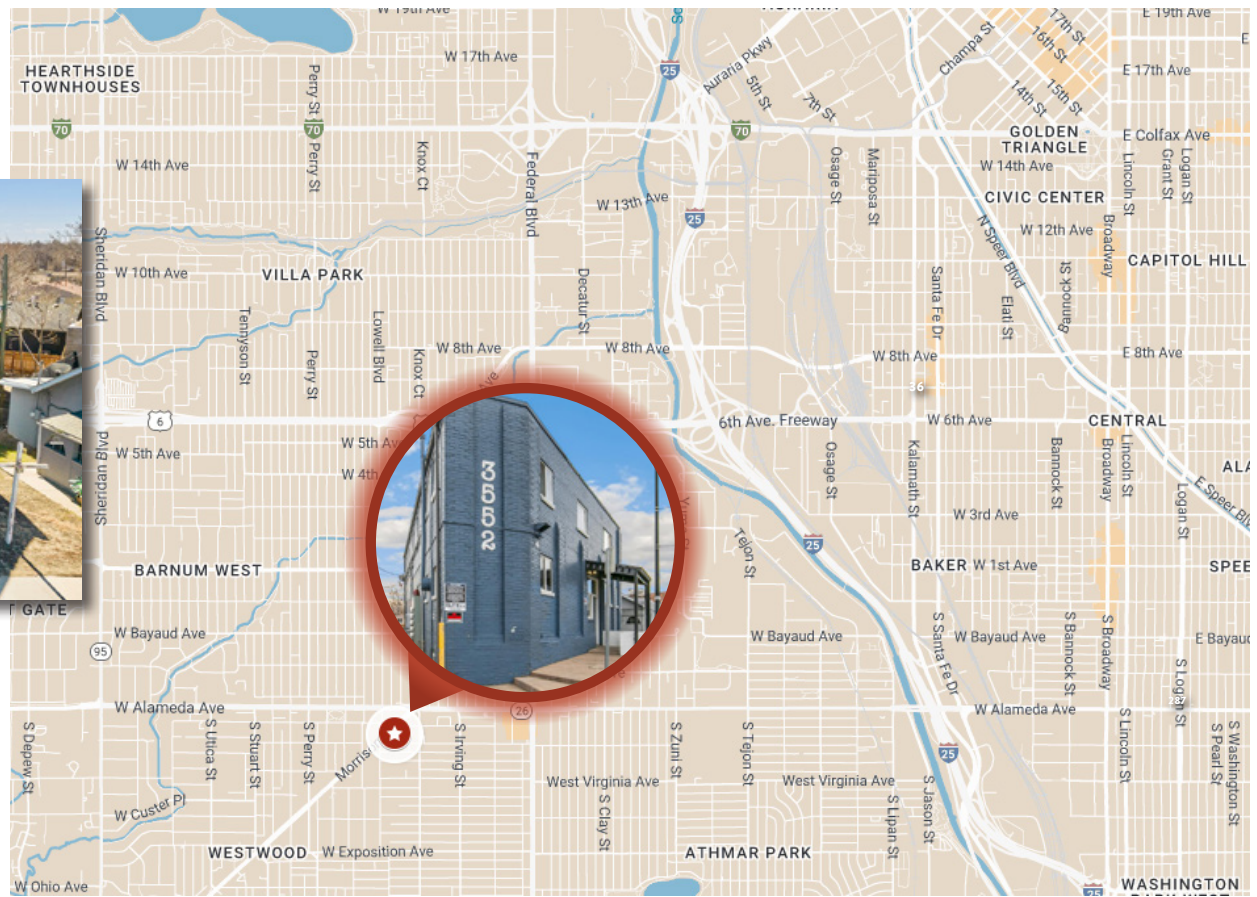 W 19th Ave
E 19th Ave
17th St
16th St
Champa St
W 17th Ave
25
Auraria Pkwy
E 17th Ave
HEARTHSIDE
TOWNHOUSES
Perry St
5th St
7th St
14th St
15th St
70
70
70
GOLDEN
TRIANGLE
E Colfax Ave
W 14th Ave
Perry St
Knox Ct
Federal Blvd
Osage St
Mariposa St
W 14th Ave
Lincoln St
Grant St
Logan St
W 13th Ave
25
CIVIC CENTER
N Speer Blvd
W 12th Ave
Broadway
Sheridan Blvd
W 10th Ave
VILLA PARK
Decatur St
Santa Fe Dr
Elati St
Bannock St
CAPITOL HILL
Tennyson St
Perry St
Lowell Blvd
Knox Ct
W 8th Ave
W 8th Ave
W 8th Ave
E 8th Ave
Ave
36
6
6th Ave. Freeway
W 6th Ave
CENTRAL
Sheridan Blvd
W 5th Ave
W 5th Ave
W 4th
3552
Osage St
Kalamath St
Bannock St
Broadway
Lincoln St
Logan St
E Speer Blv
W 3rd Ave
Tejon St
25
BARNUM WEST
BAKER
W 1st Ave
SPEE
T GATE
W Bayaud Ave
W Bayaud Ave
S Santa Fe Dr
W Bayaud Ave
S Bannock St
S Broadway
E Bayaud
95
S Logan St
287
W Alameda Ave
26
W Alameda Ave
S Depew St
S Utica St
S Stuart St
S Perry St
Morris
S Irving St
S Zuni St
S Tejon St
25
S Lincoln St
S Pearl St
S Washington St
West Virginia Ave
West Virginia Ave
W Custer Pl
S Clay St
S Lipan St
S Jason St
WESTWOOD
W Exposition Ave
ATHMAR PARK
W Ohio Ave
25
WASHINGTON
PARK WEST